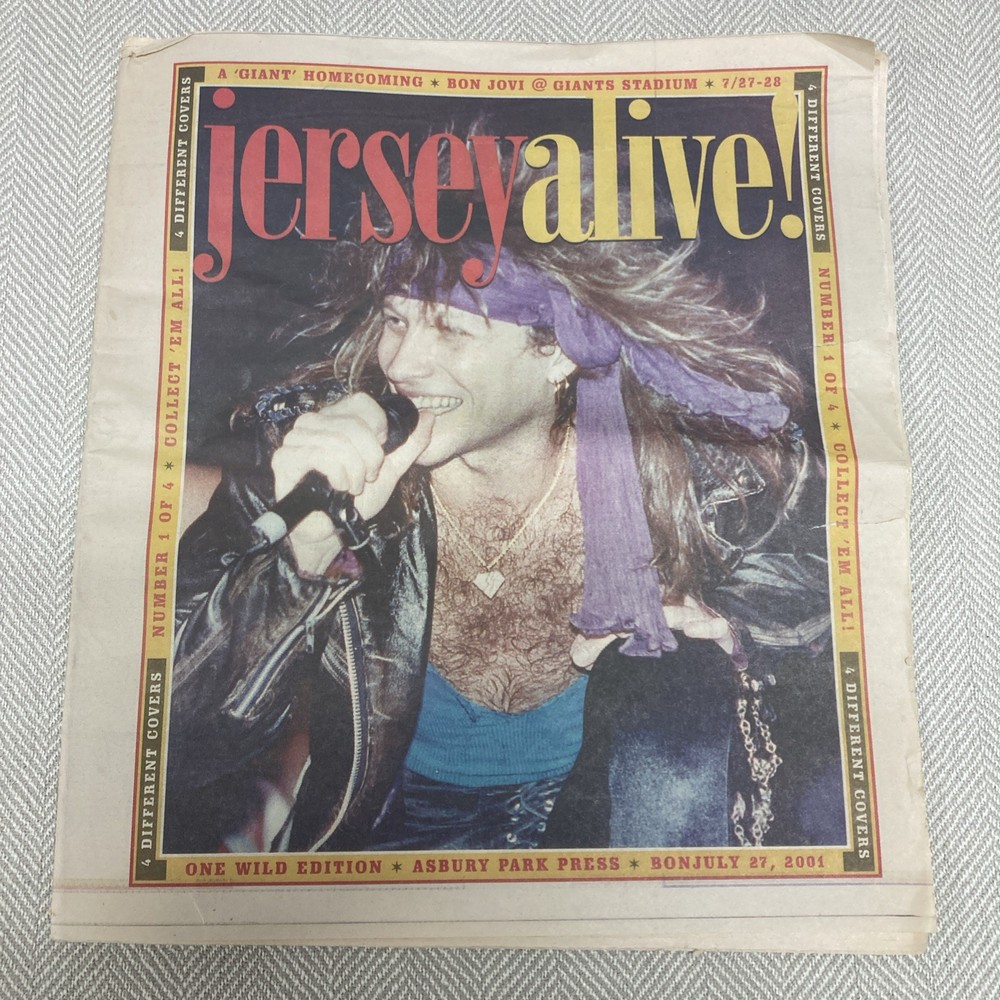 A 'GIANT' HOMECOMING * BON JOVI @ GIANTS STADIUM * 7/27-28
jerseyalive!
4 DIFFERENT COVERS
NUMBER 1 OF 4 * COLLECT 'EM ALL!
4 DIFFERENT COVERS
4 DIFFERENT COVERS
NUMBER 1 OF 4 * COLLECT 'EM ALL!
4 DIFFERENT COVERS
ONE WILD EDITION * ASBURY PARK PRESS * BONJULY 27, 2001